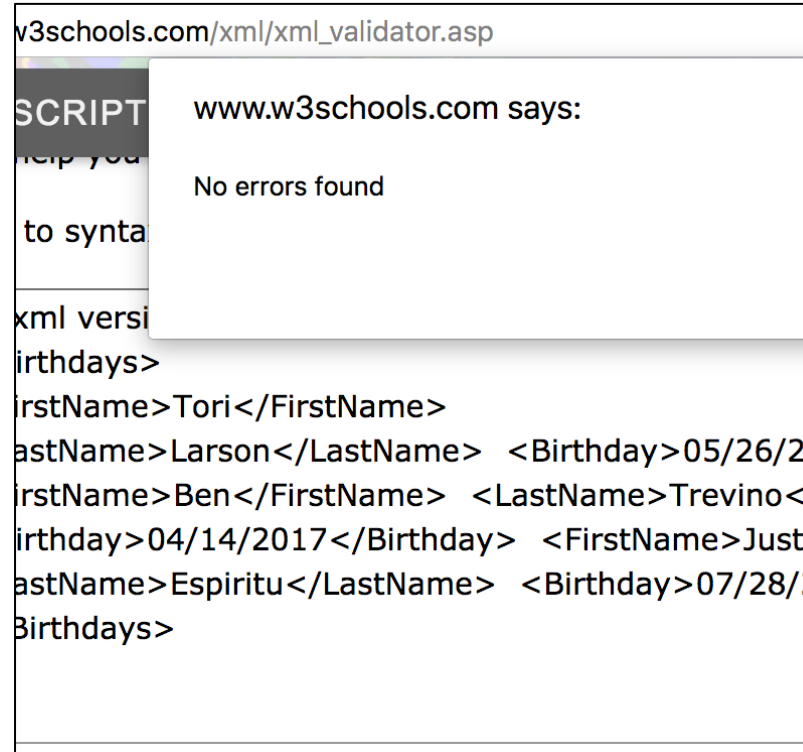 w3schools.com/xml/xml_validator.asp
SCRIPT
www.w3schools.com says:
help you
No errors found
to synta
xml versi
irthdays>
irstName>Tori</FirstName>
astName>Larson</LastName> <Birthday>05/26/2
irstName>Ben</FirstName> <LastName>Trevino<
irthday>04/14/2017</Birthday> <FirstName>Just
astName>Espiritu</LastName> <Birthday>07/28/
Birthdays>